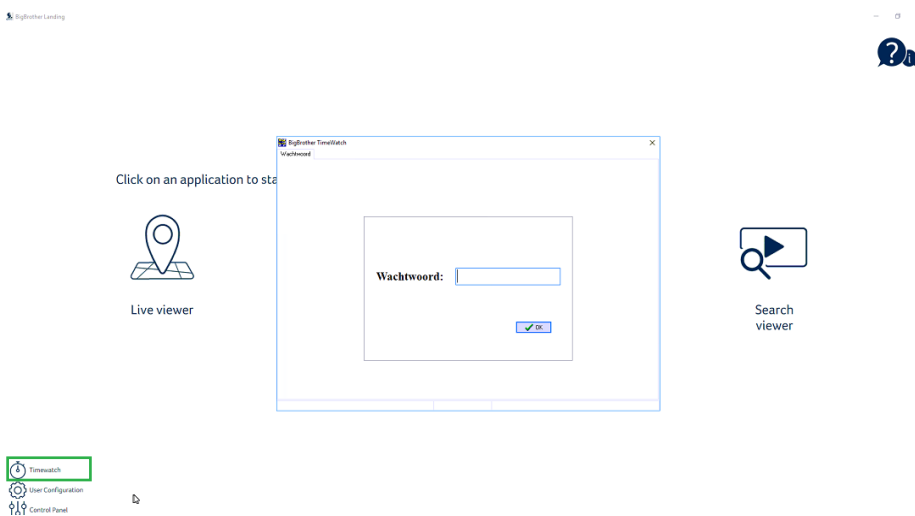 BigBrother Landing
BigBrother TimeWatch
Wachtwoord
Click on an application to sta
Wachtwoord:
OK
Live viewer
Search
viewer
Timewatch
User Configuration
Control Panel